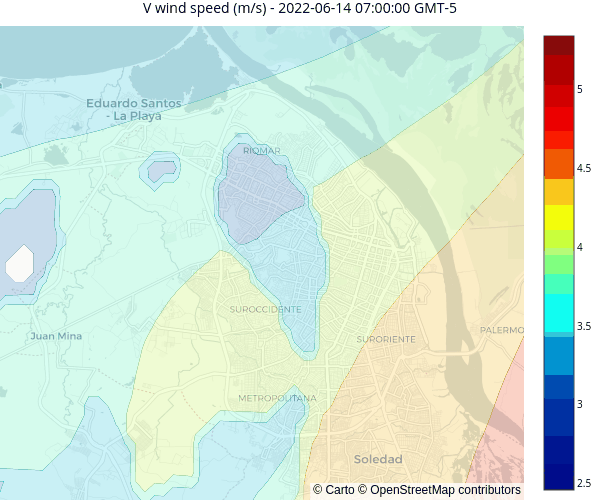 V wind speed (m/s) - 2022-06-14 07:00:00 GMT-5
Eduardo Santos
- La Playa
RIOMAR
SUROCCIDENTE
Juan Mina
SURORIENTE
PALERMO
METROPOLITANA
Soledad
© Carto © OpenStreetMap contributors
5
4.5
4
3.5
3
2.5